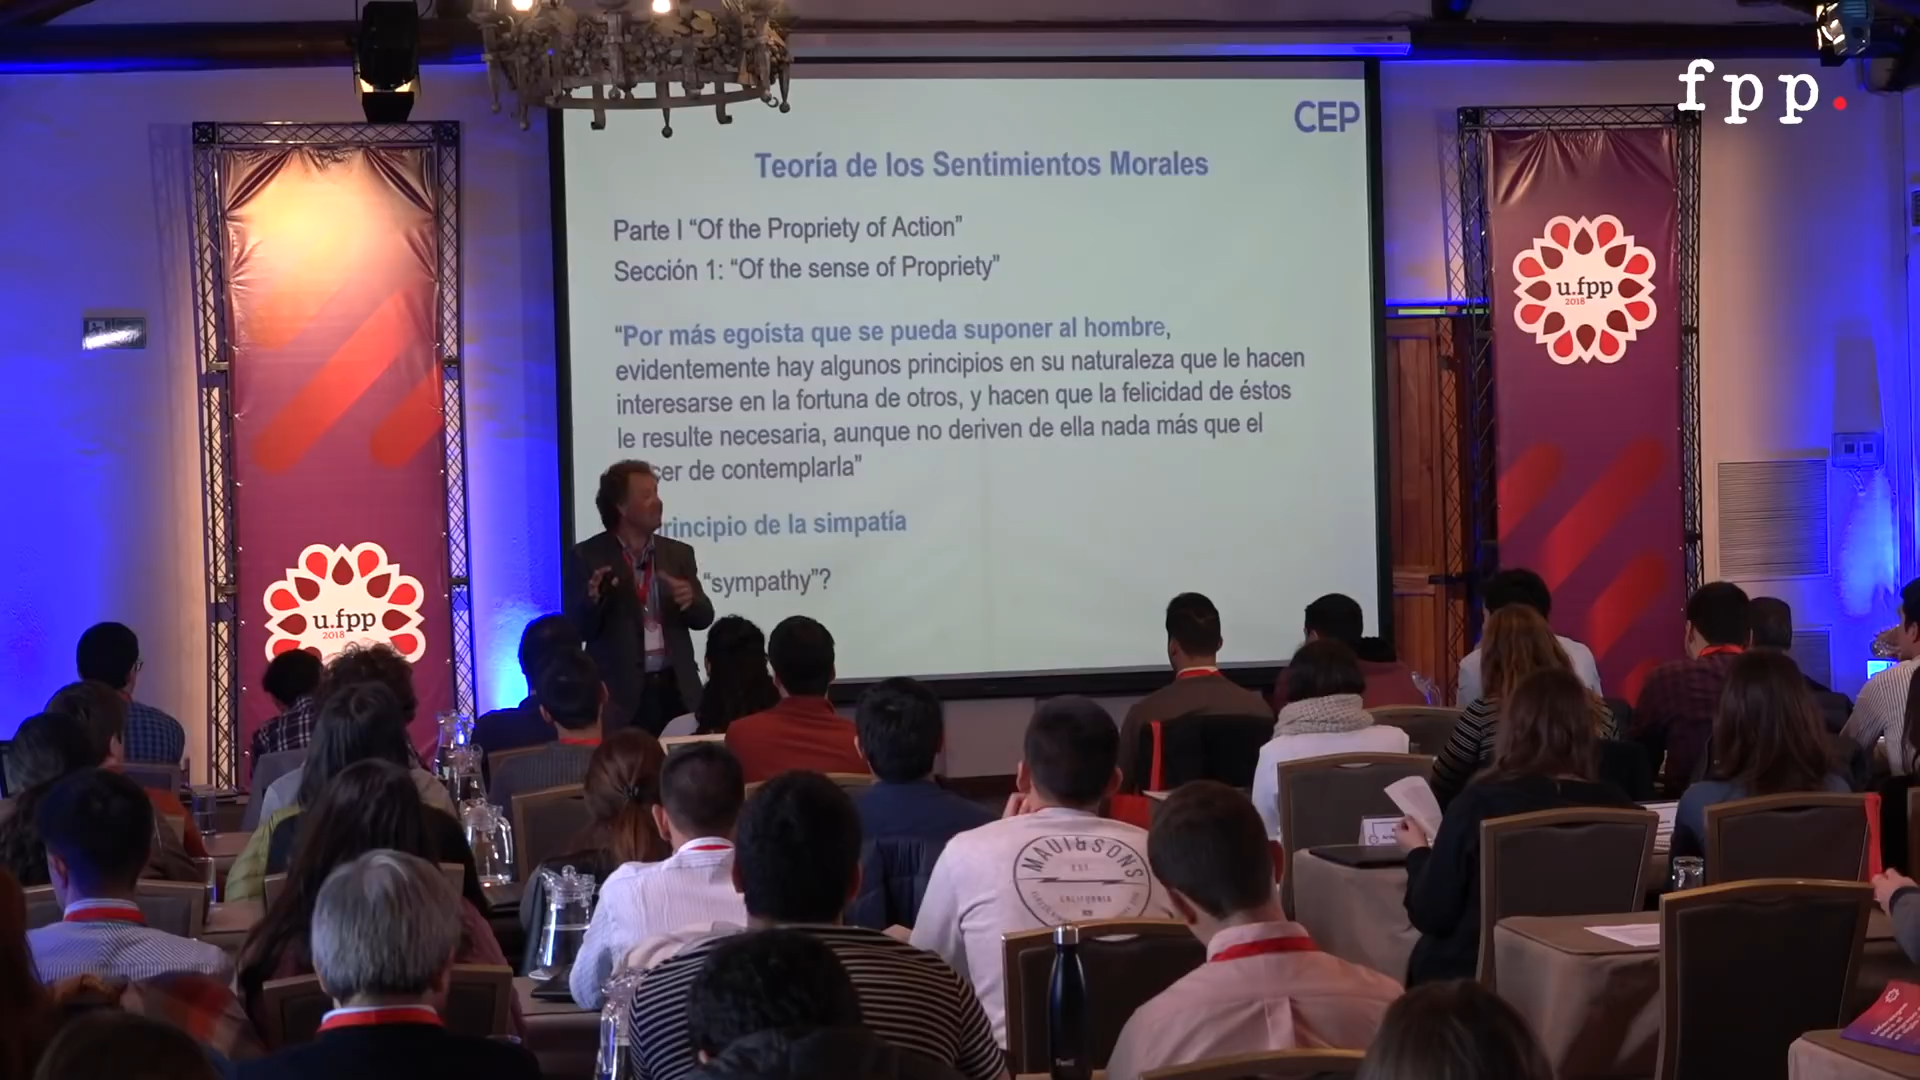 fpp.
CEP
Teoría de los Sentimientos Morales
Parte I “Of the Propriety of Action”
Sección 1: “Of the sense of Propriety”
“Por más egoísta que se pueda suponer al hombre,
evidentemente hay algunos principios en su naturaleza que le hacen
interesarse en la fortuna de otros, y hacen que la felicidad de éstos
le resulte necesaria, aunque no deriven de ella nada más que el
cer de contemplarla”
rincipio de la simpatía
“sympathy”?
u.fpp
2018
u.fpp
2018
MAUI&SONS
EST.
CALIFORNIA